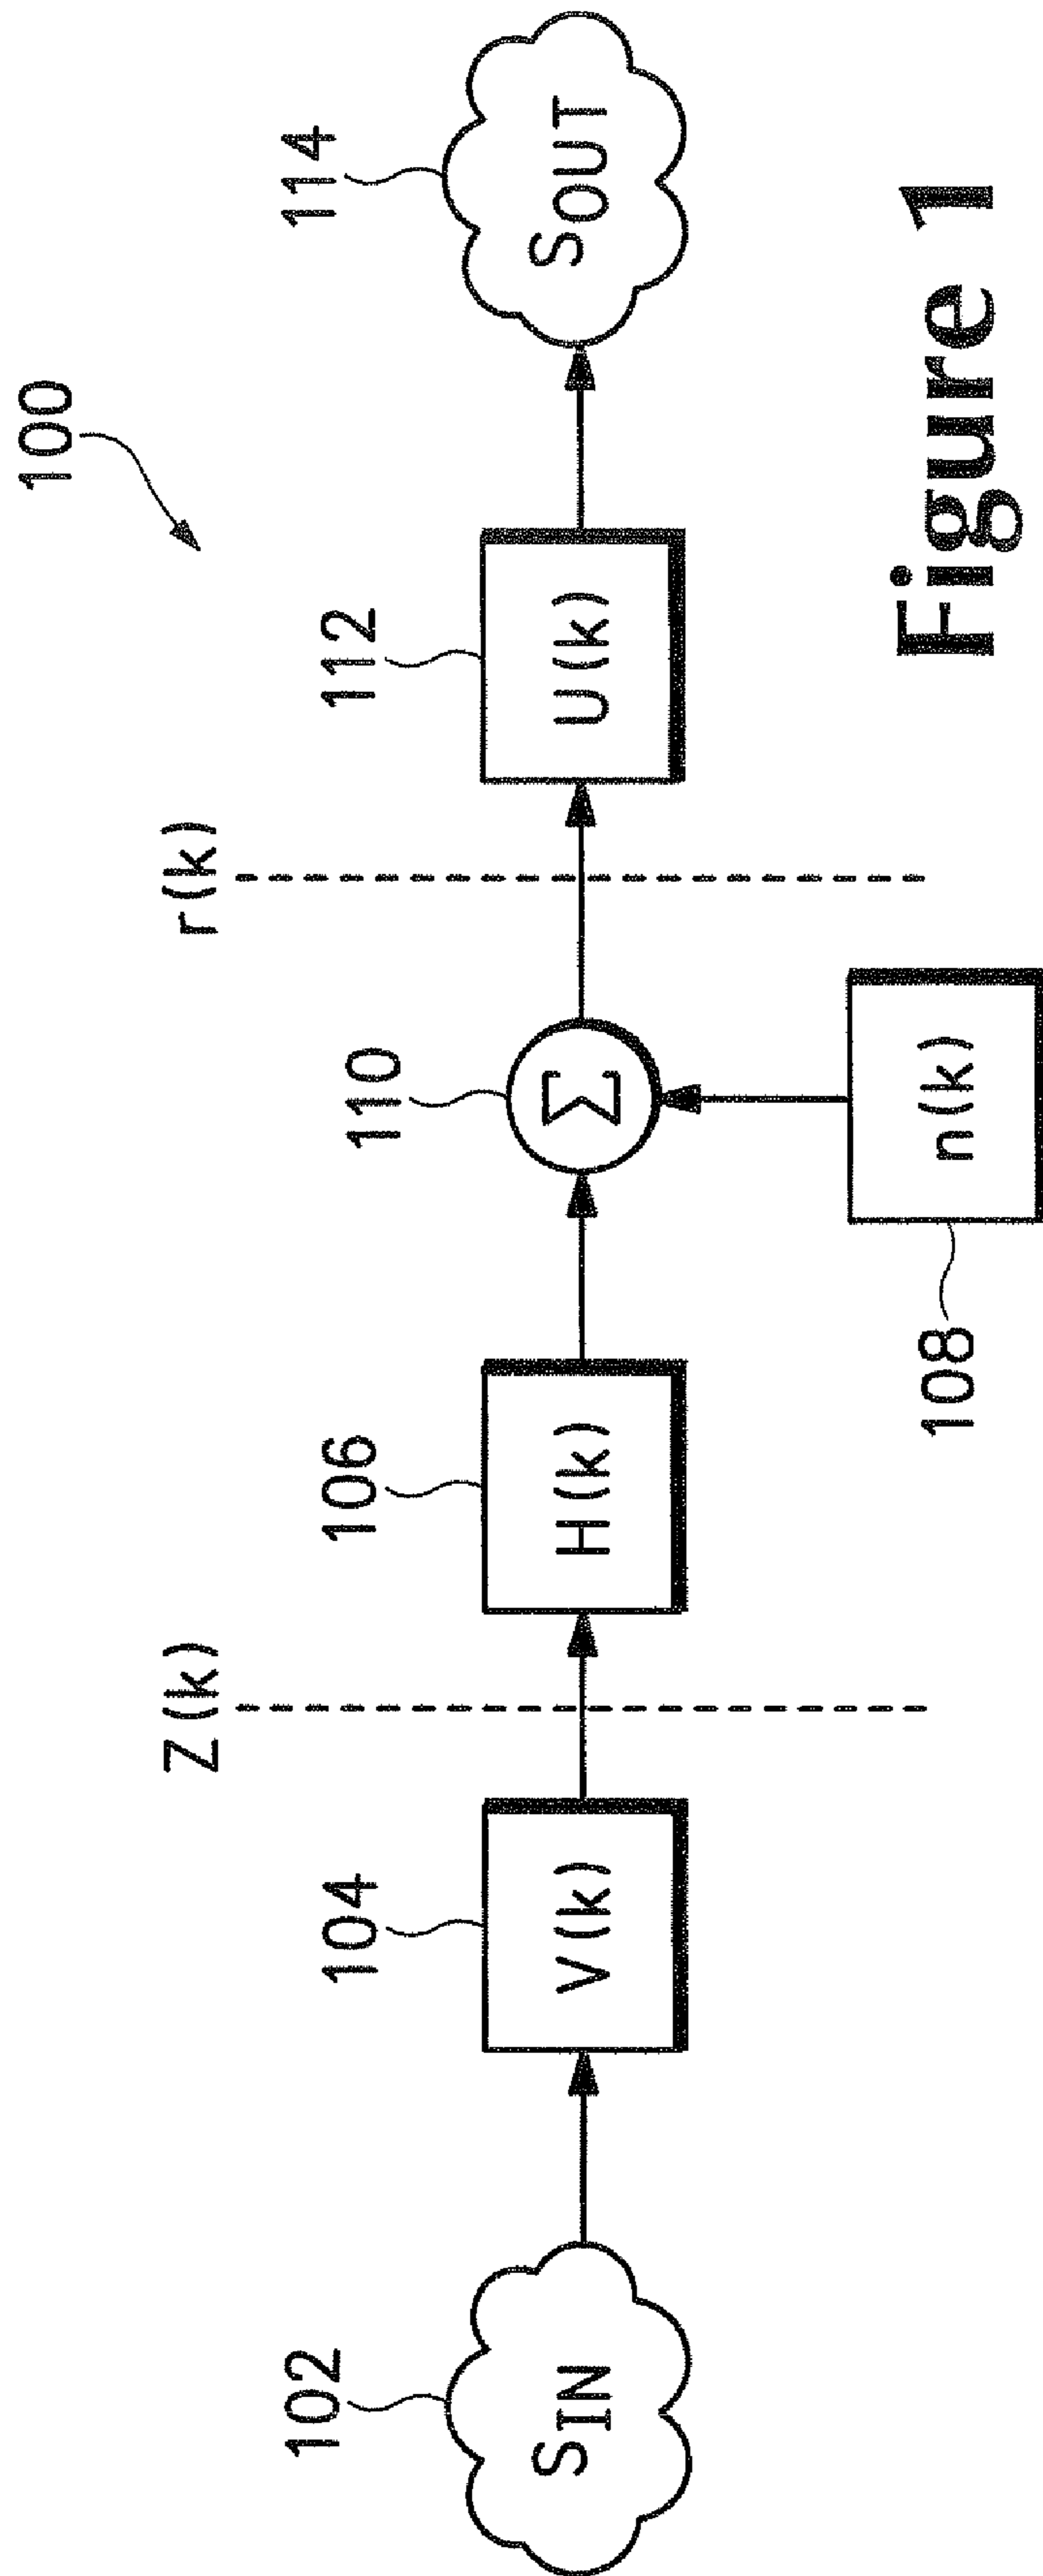 100
Z(k)
r(k)
102
104
106
110
112
114
SIN
V(k)
H(k)
Σ
U(k)
SOUT
108
n(k)
Figure 1